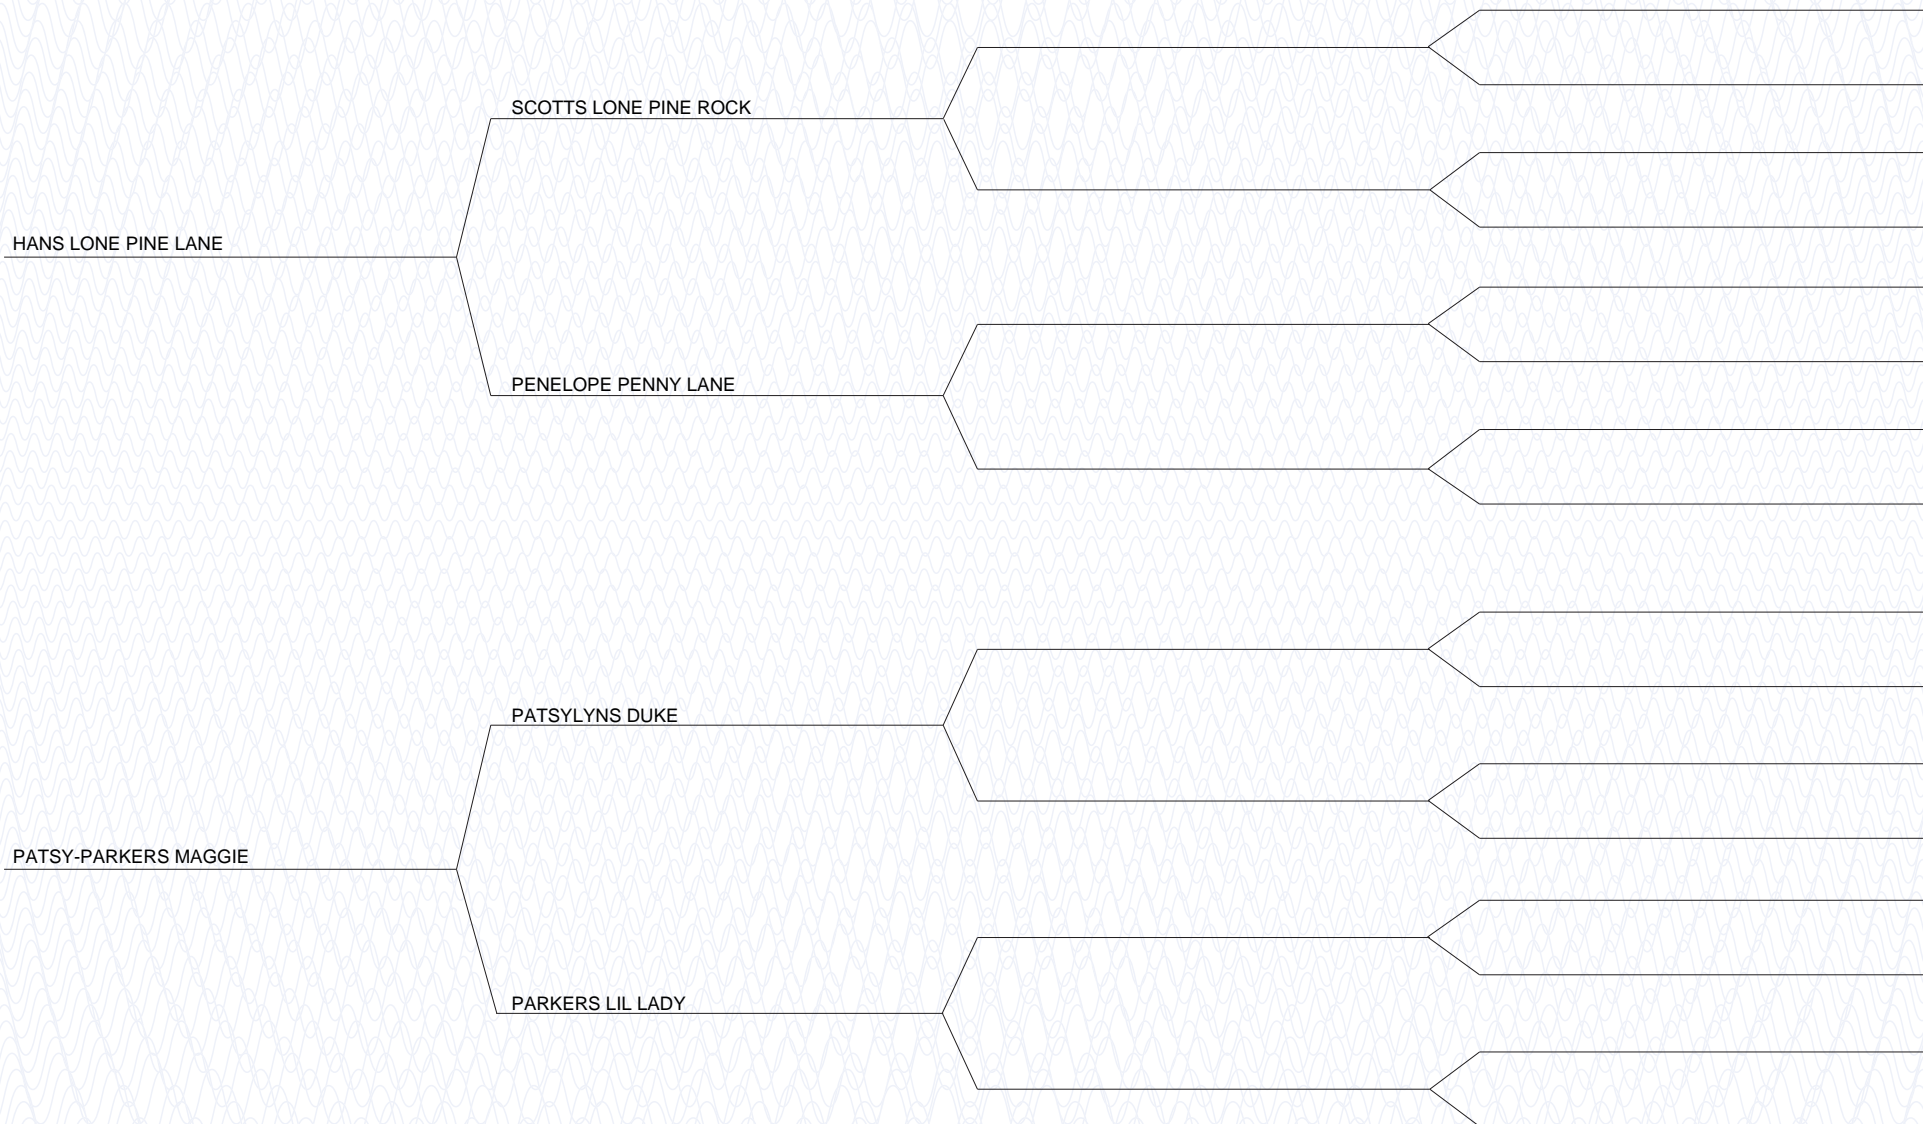 SCOTTS LONE PINE ROCK
HANS LONE PINE LANE
PENELOPE PENNY LANE
PATSYLYNS DUKE
PATSY-PARKERS MAGGIE
PARKERS LIL LADY